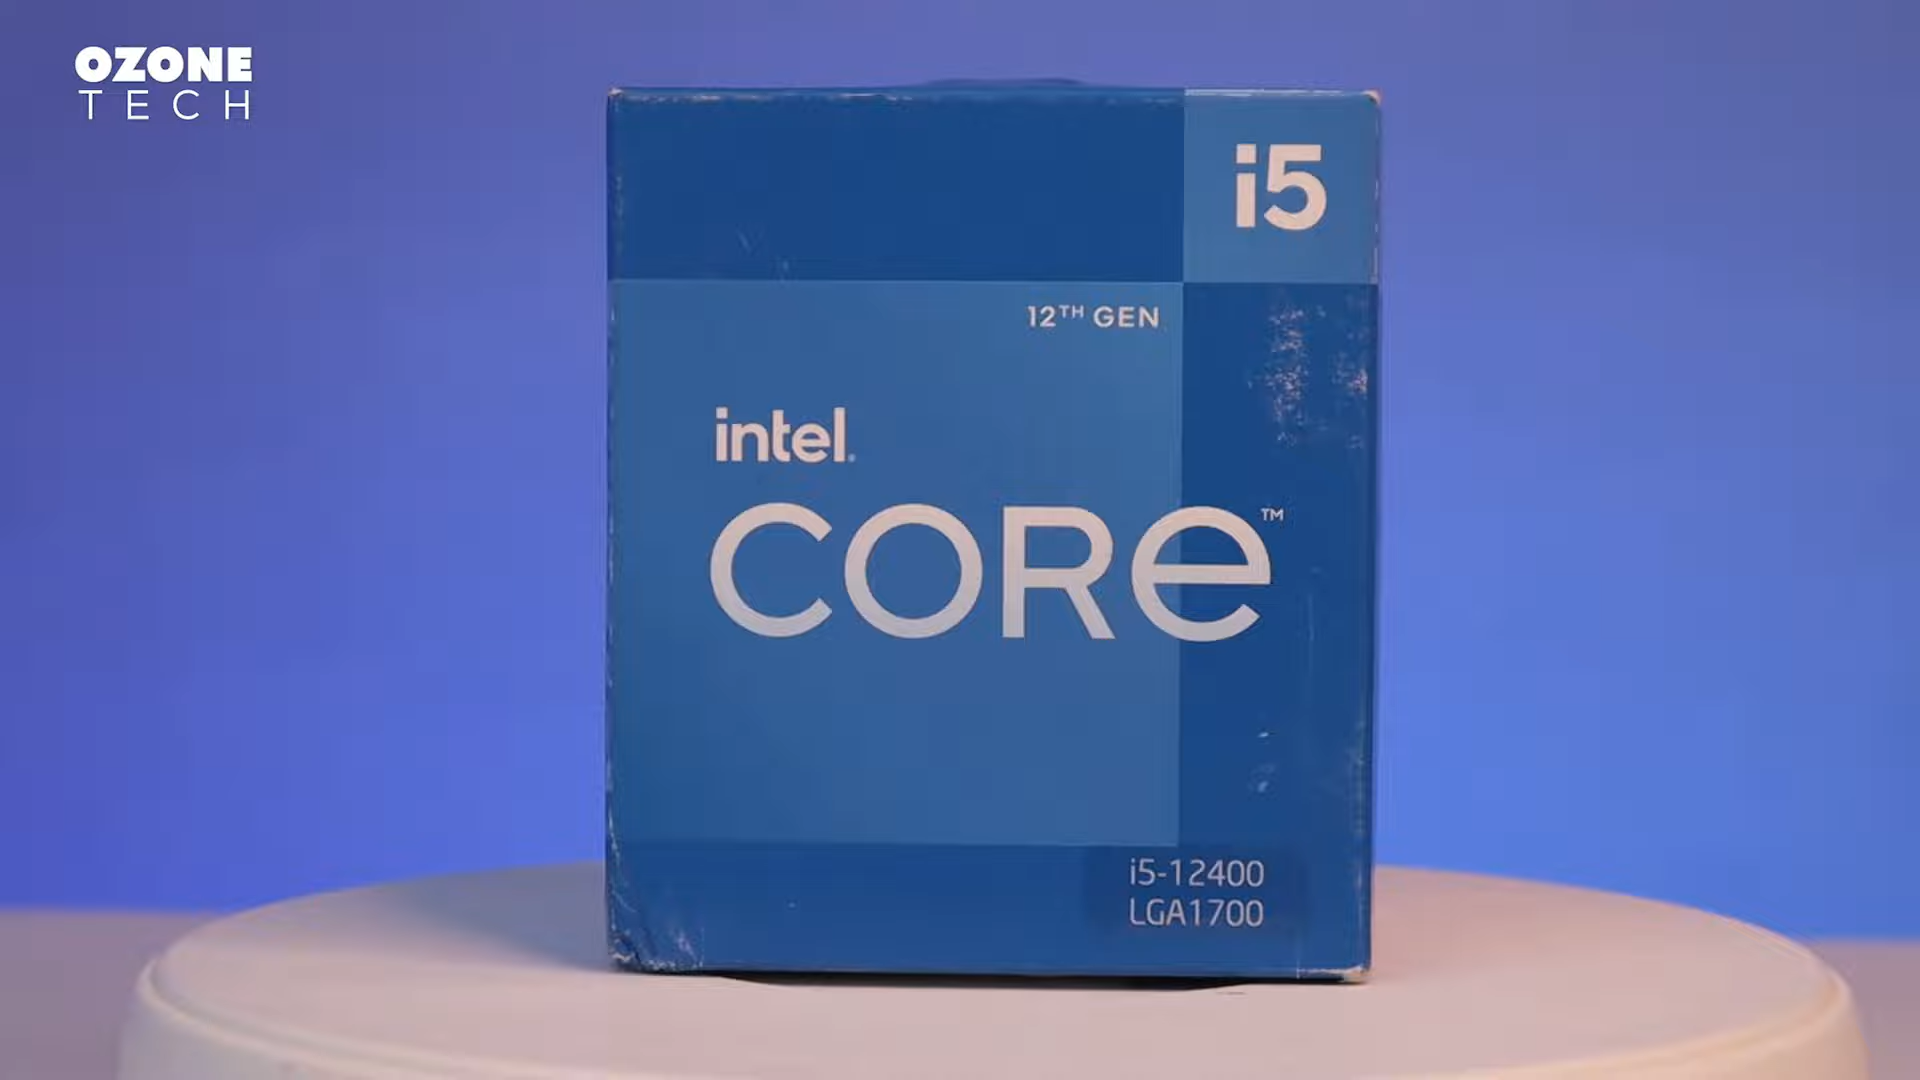 OZONE
TECH
i5
12TH GEN
intel.
CORe™
i5-12400
LGA1700